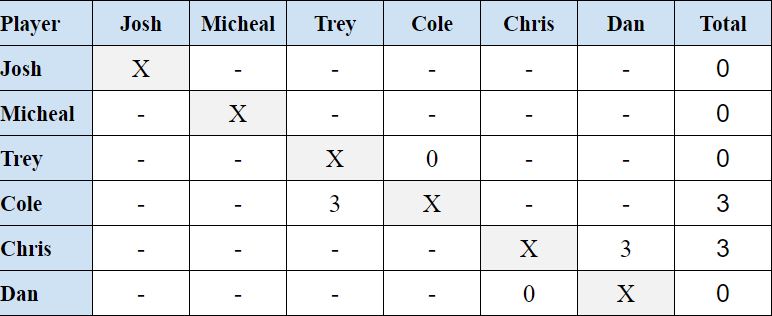 Player Josh Micheal Trey Cole Chris Dan Total
Josh X - - - - - 0
Micheal - X - - - - 0
Trey - - X 0 - - 0
Cole - - 3 X - - 3
Chris - - - - X 3 3
Dan - - - - 0 X 0